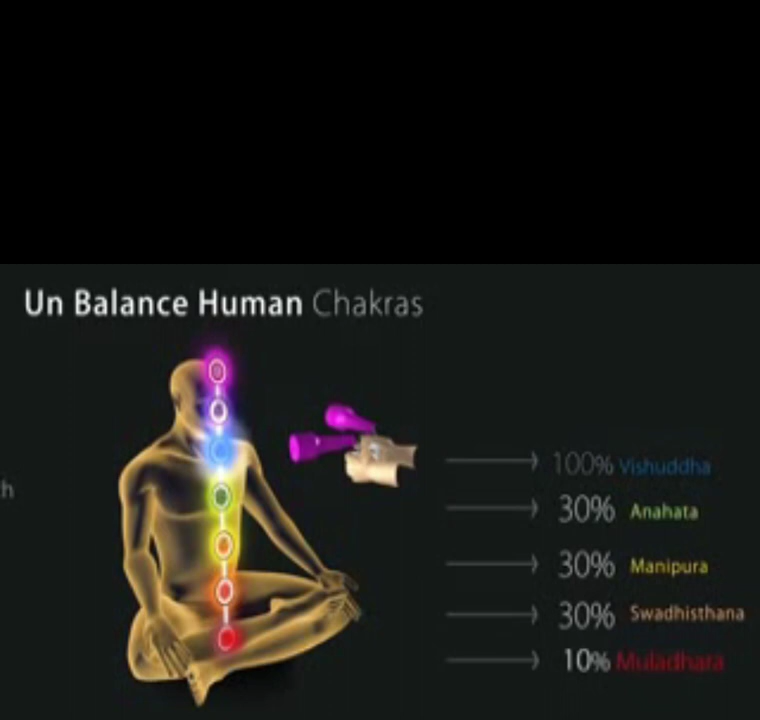 Un Balance Human Chakras
h
100% Vishuddha
30% Anahata
30% Manipura
30% Swadhisthana
10% Muladhara